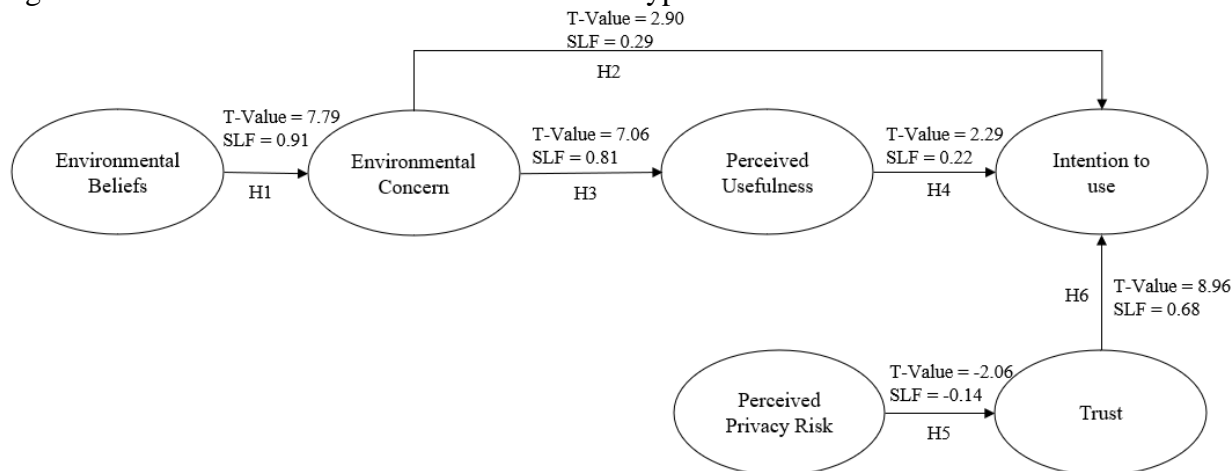 T-Value = 2.90
SLF = 0.29
H2
T-Value = 7.79
SLF = 0.91
H1
T-Value = 7.06
SLF = 0.81
H3
T-Value = 2.29
SLF = 0.22
H4
Environmental
Beliefs
Environmental
Concern
Perceived
Usefulness
Intention to
use
H6
T-Value = 8.96
SLF = 0.68
T-Value = -2.06
SLF = -0.14
H5
Perceived
Privacy Risk
Trust